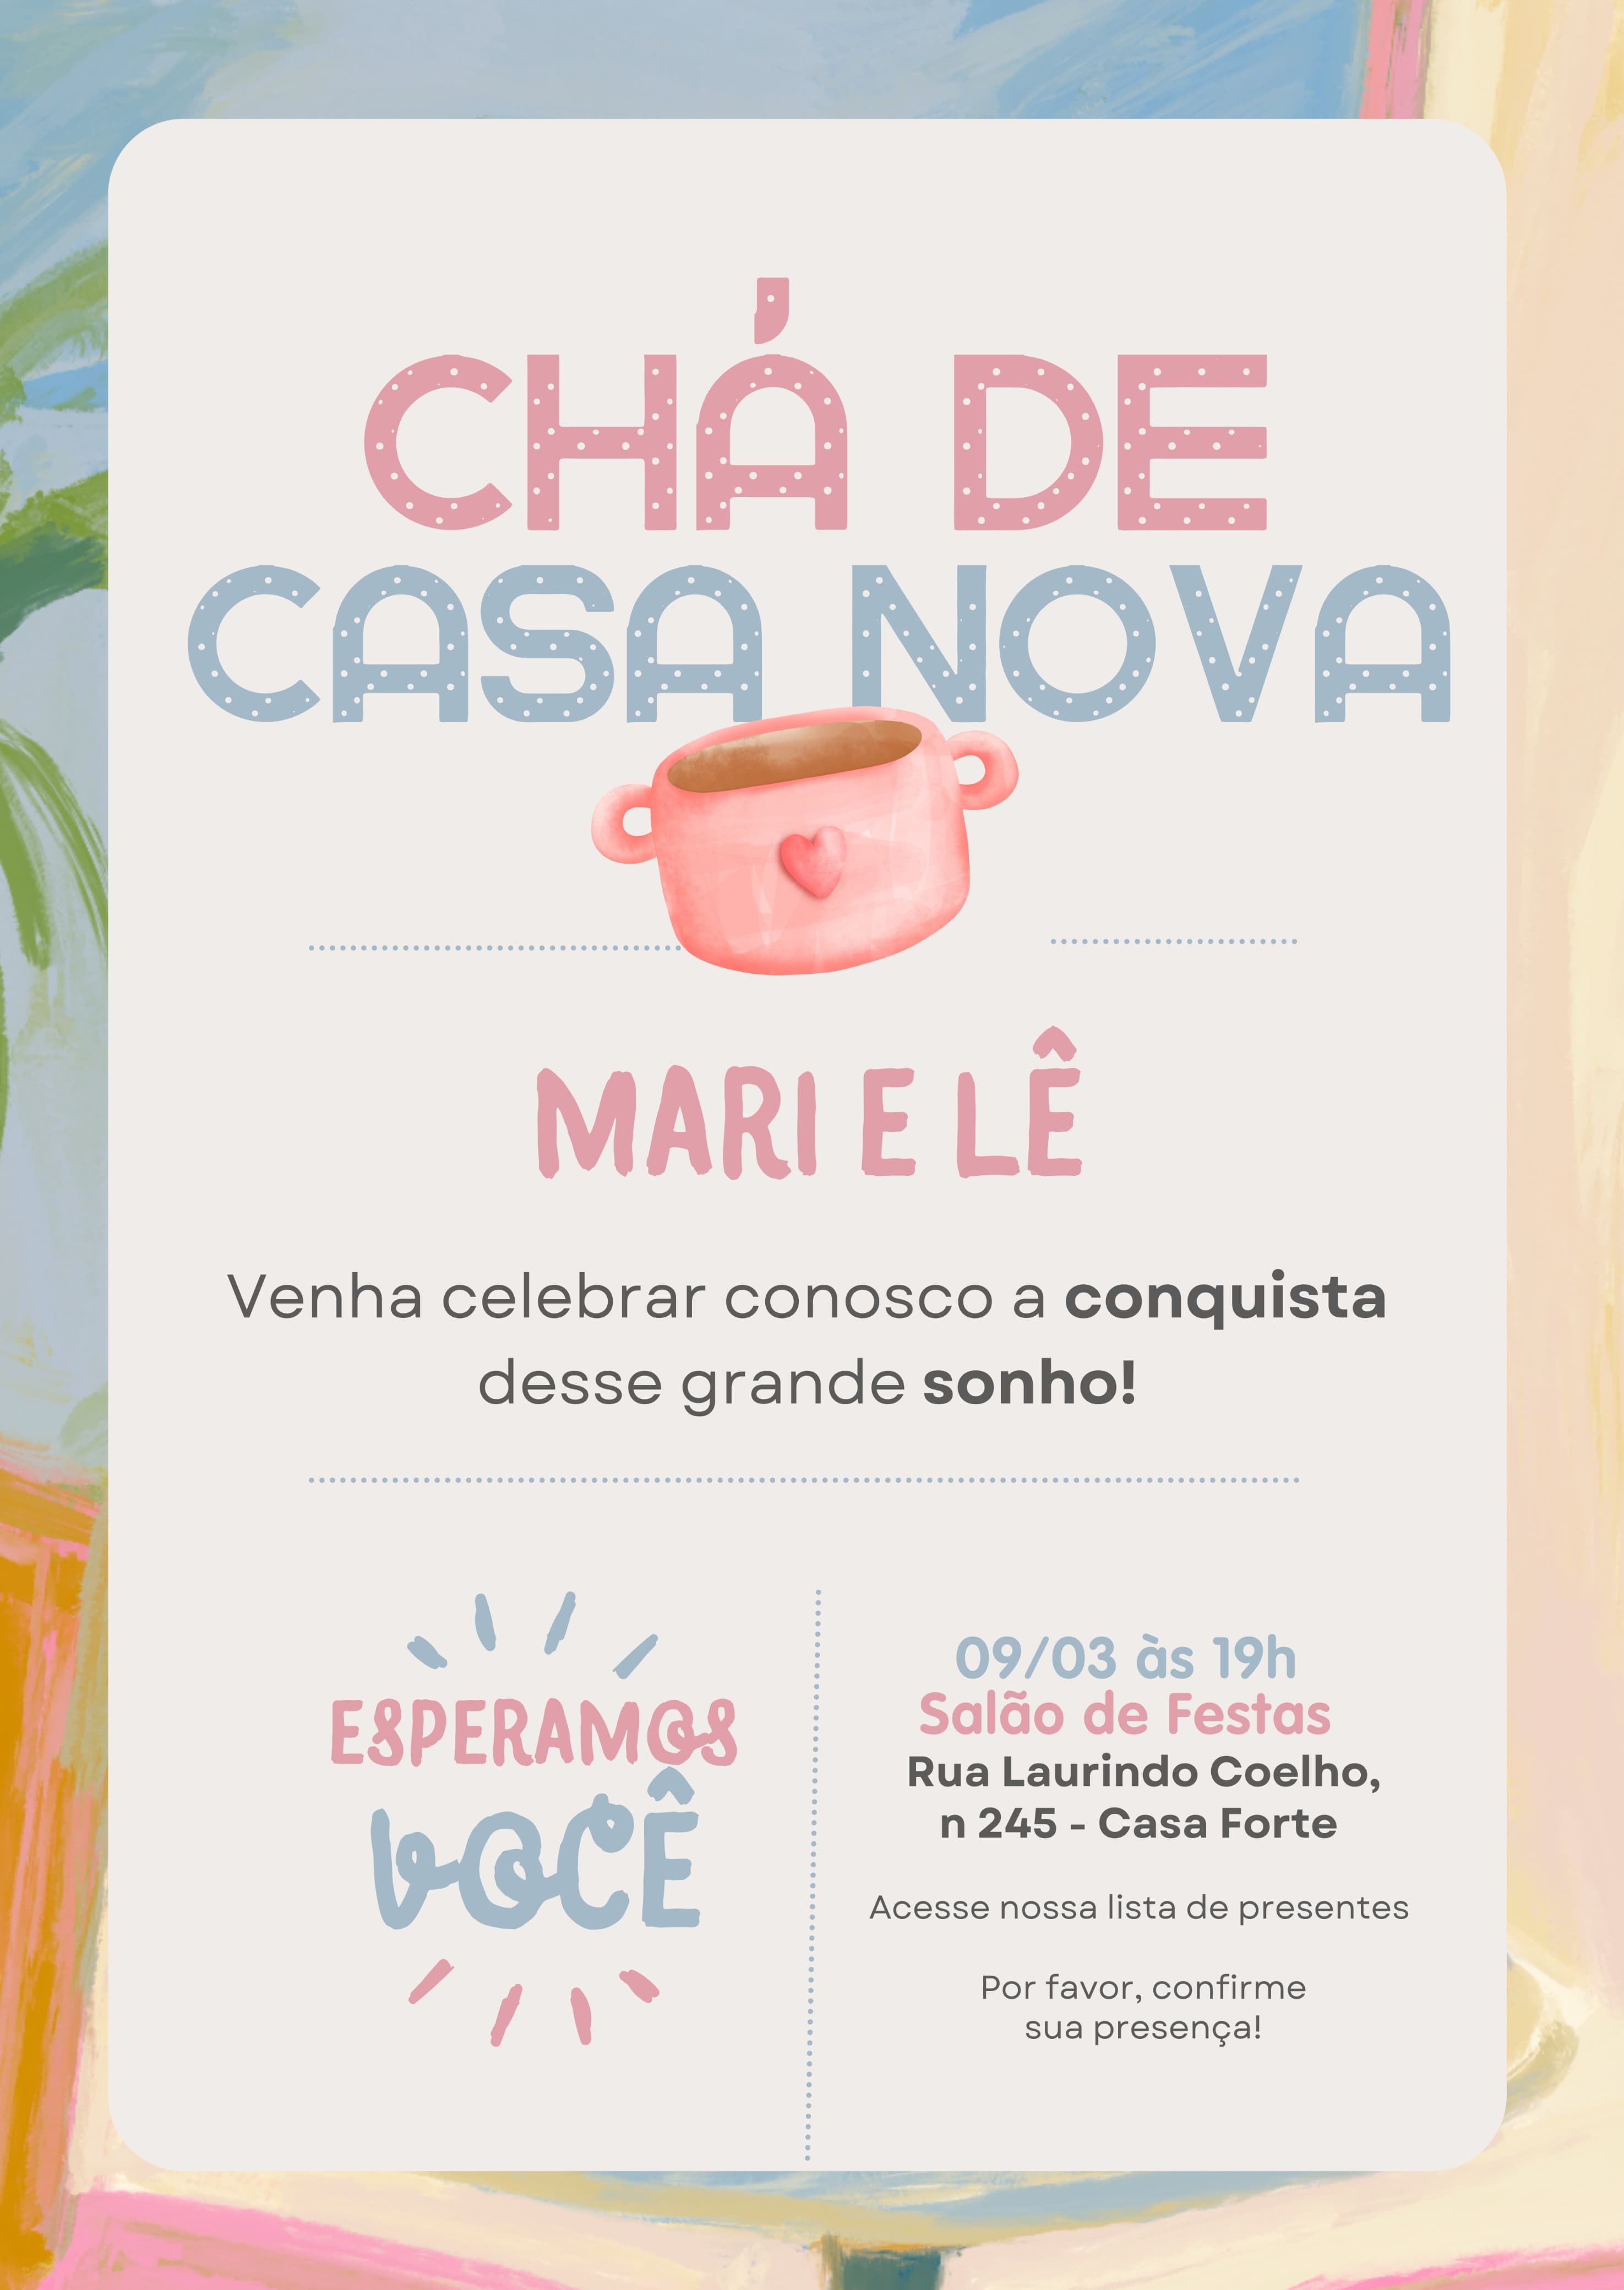 CHÁ DE
CASA NOVA
MARI E LÊ
Venha celebrar conosco a conquista
desse grande sonho!
ESPERAMOS
VOCÊ
09/03 às 19h
Salão de Festas
Rua Laurindo Coelho,
n 245 - Casa Forte
Acesse nossa lista de presentes
Por favor, confirme
sua presença!